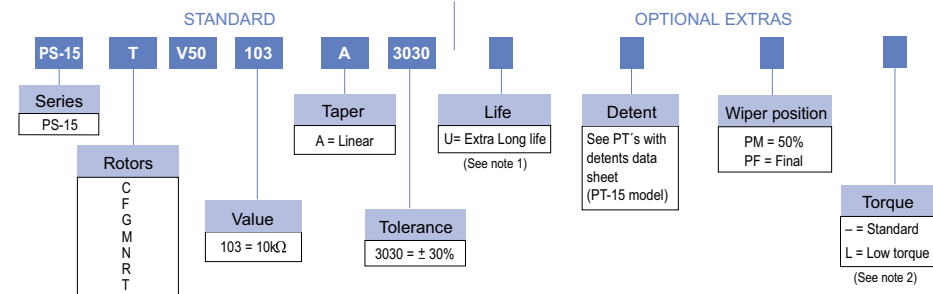 STANDARD
OPTIONAL EXTRAS
PS-15 T V50 103 A 3030
Series
PS-15
Rotors
C
F
G
M
N
R
T
Value
103 = 10kΩ
Taper
A = Linear
Tolerance
3030 = ± 30%
Life
U= Extra Long life
(See note 1)
Detent
See PT´s with
detents data
sheet
(PT-15 model)
Wiper position
PM = 50%
PF = Final
Torque
– = Standard
L = Low torque
(See note 2)